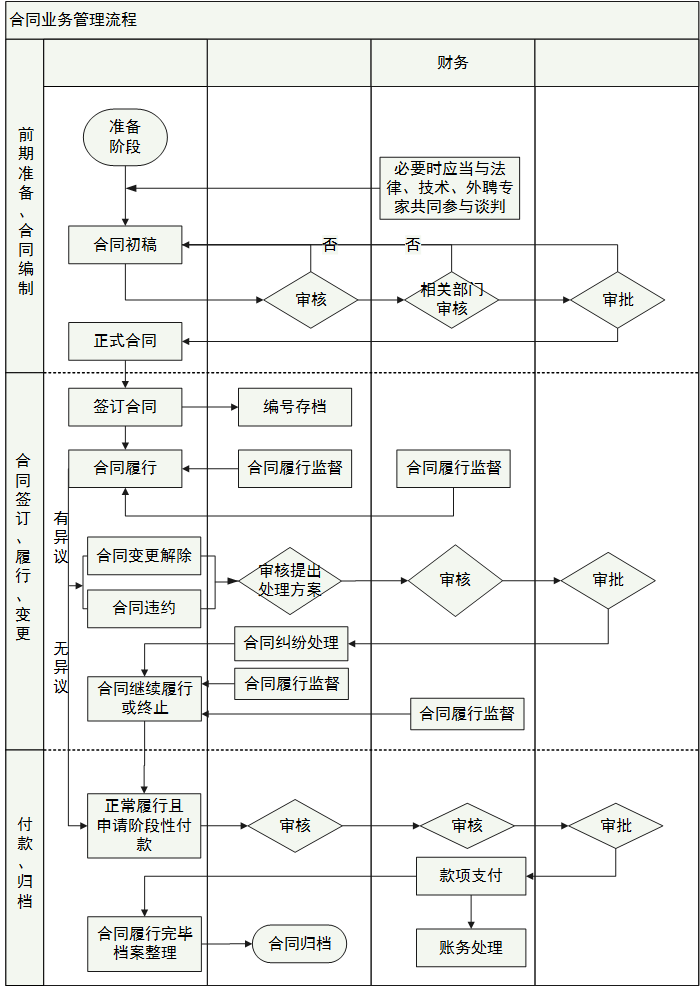 合同业务管理流程
财务
前期准备、合同编制
准备
阶段
必要时应当与法
律、技术、外聘专
家共同参与谈判
合同初稿
否
否
审核
相关部门
审核
审批
正式合同
合同签订、履行、变更
签订合同
编号存档
合同履行
合同履行监督
合同履行监督
有异议
合同变更解除
合同违约
审核提出
处理方案
审核
审批
无异议
合同纠纷处理
合同继续履行
或终止
合同履行监督
合同履行监督
付款、归档
正常履行且
申请阶段性付
款
审核
审核
审批
款项支付
合同履行完毕
档案整理
合同归档
账务处理